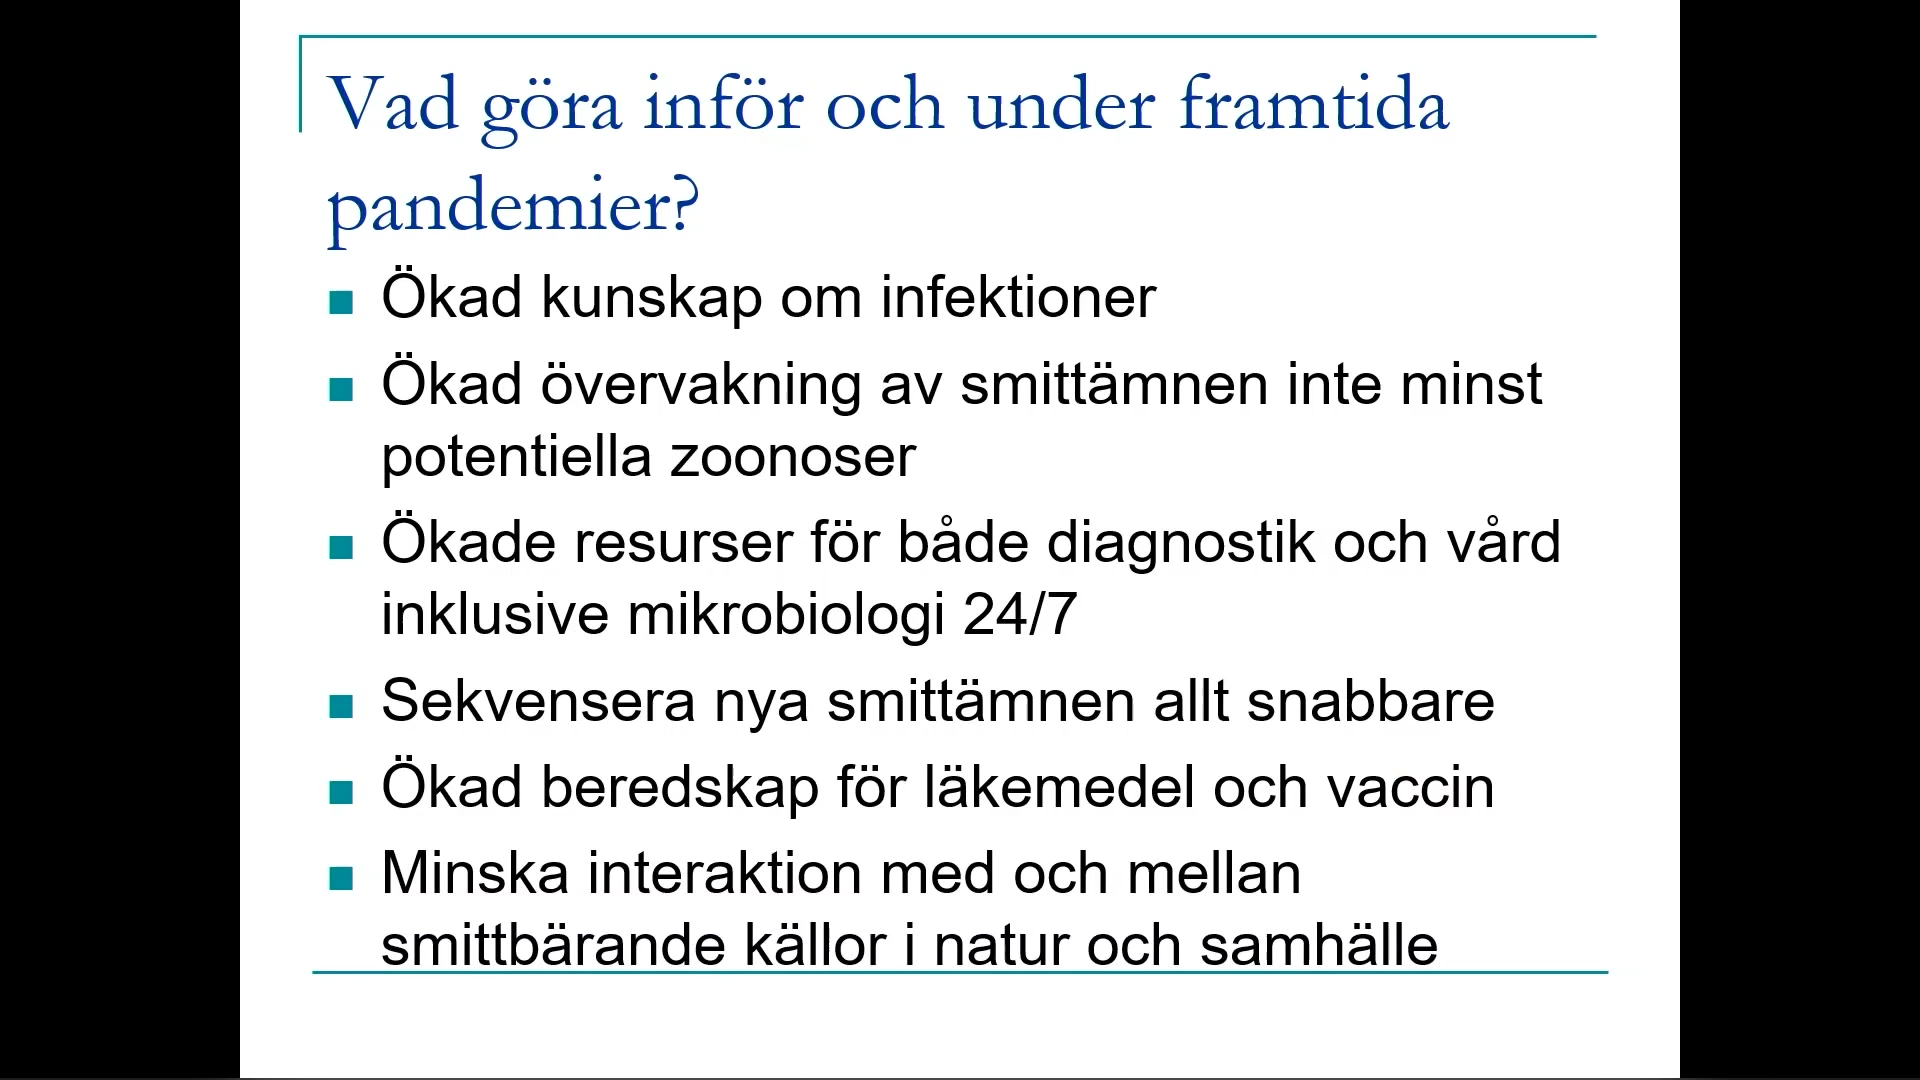 Vad göra inför och under framtida
pandemier?
Ökad kunskap om infektioner
Ökad övervakning av smittämnen inte minst
potentiella zoonoser
Ökade resurser för både diagnostik och vård
inklusive mikrobiologi 24/7
Sekvensera nya smittämnen allt snabbare
Ökad beredskap för läkemedel och vaccin
Minska interaktion med och mellan
smittbärande källor i natur och samhälle